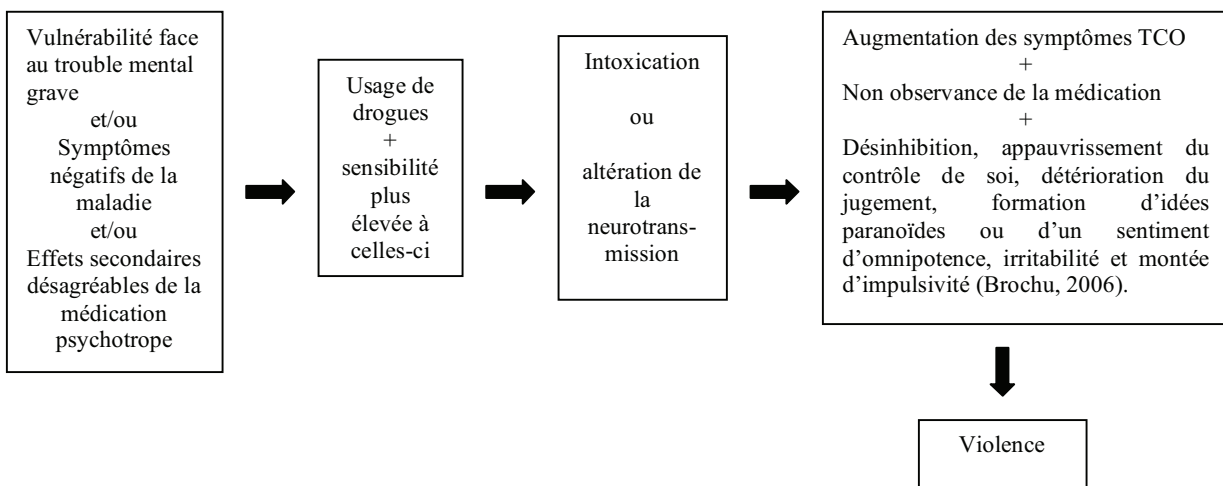 Vulnérabilité face
au trouble mental
grave
et/ou
Symptômes
négatifs de la
maladie
et/ou
Effets secondaires
désagréables de la
médication
psychotrope
Usage de
drogues
+
sensibilité
plus
élevée à
celles-ci
Intoxication
ou
altération de
la
neurotrans-
mission
Augmentation des symptômes TCO
+
Non observance de la médication
+
Désinhibition, appauvrissement du
contrôle de soi, détérioration du
jugement, formation d’idées
paranoïdes ou d’un sentiment
d’omnipotence, irritabilité et montée
d’impulsivité (Brochu, 2006).
Violence